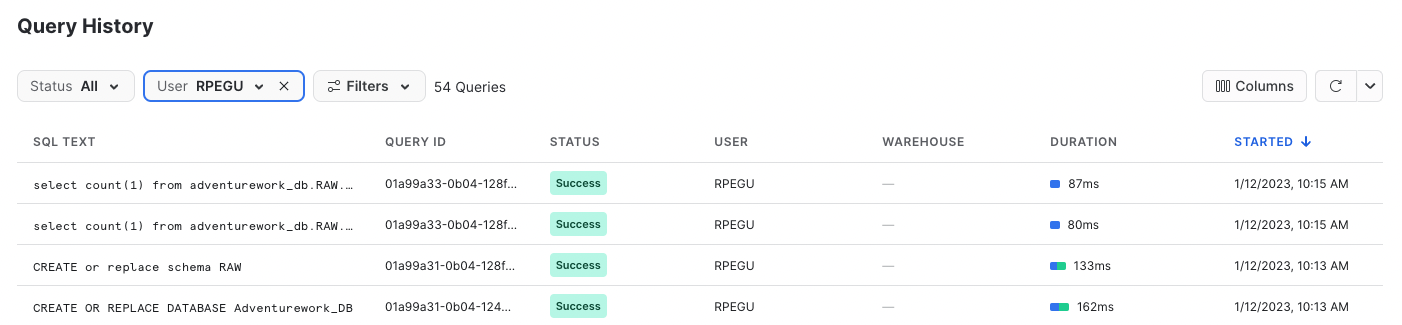 Query History
Status All User RPEGU Filters 54 Queries Columns
SQL TEXT QUERY ID STATUS USER WAREHOUSE DURATION STARTED
select count(1) from adventurework_db.RAW.… 01a99a33-0b04-128f… Success RPEGU — 87ms 1/12/2023, 10:15 AM
select count(1) from adventurework_db.RAW.… 01a99a33-0b04-128f… Success RPEGU — 80ms 1/12/2023, 10:15 AM
CREATE or replace schema RAW 01a99a31-0b04-128f… Success RPEGU — 133ms 1/12/2023, 10:13 AM
CREATE OR REPLACE DATABASE Adventurework_DB 01a99a31-0b04-124… Success RPEGU — 162ms 1/12/2023, 10:13 AM